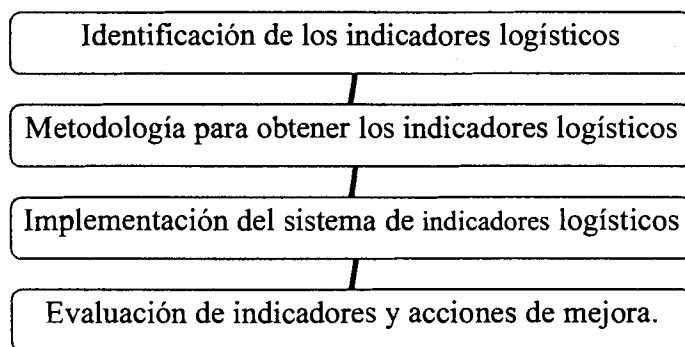 Identificación de los indicadores logísticos
Metodología para obtener los indicadores logísticos
Implementación del sistema de indicadores logísticos
Evaluación de indicadores y acciones de mejora.